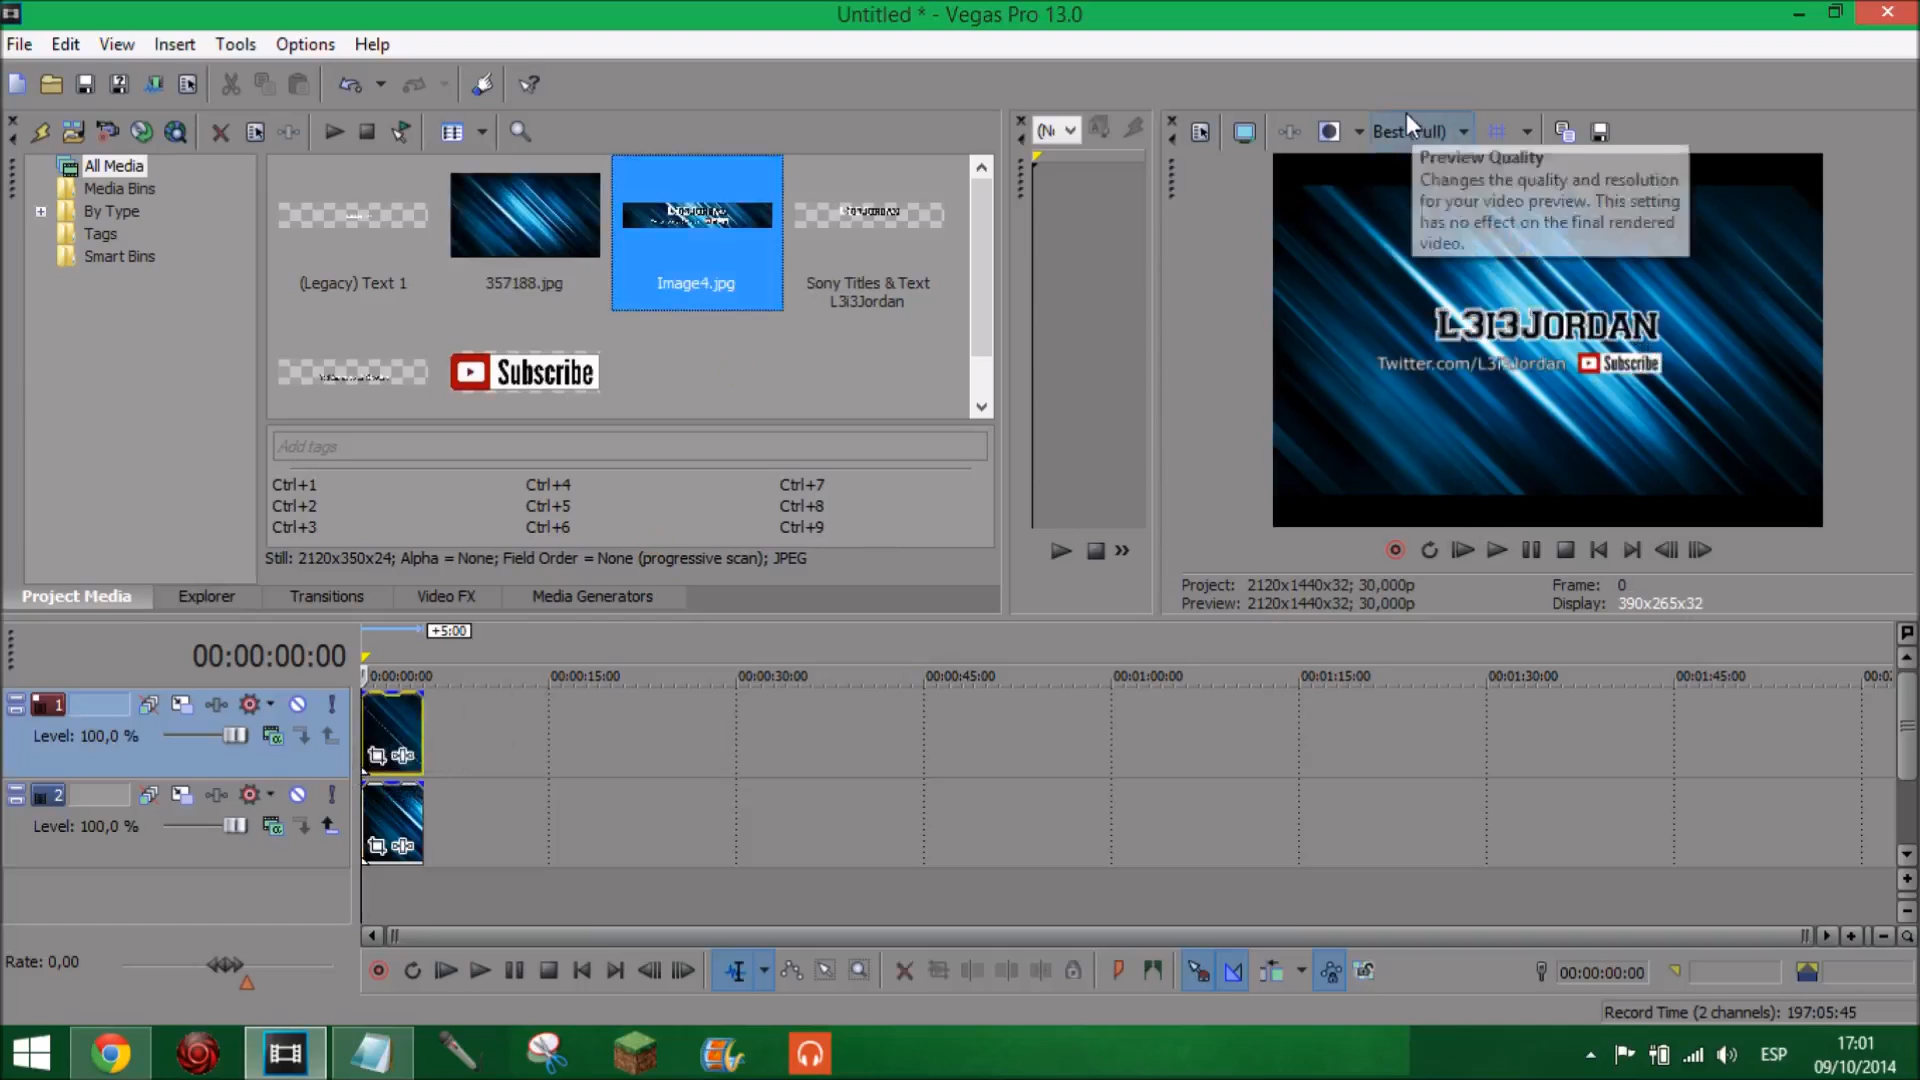 Untitled * - Vegas Pro 13.0
File Edit View Insert Tools Options Help
All Media
Media Bins
By Type
Tags
Smart Bins
(Legacy) Text 1
357188.jpg
Image4.jpg
Sony Titles & Text
L3i3Jordan
Subscribe
Add tags
Ctrl+1 Ctrl+4 Ctrl+7
Ctrl+2 Ctrl+5 Ctrl+8
Ctrl+3 Ctrl+6 Ctrl+9
Still: 2120x350x24; Alpha = None; Field Order = None (progressive scan); JPEG
Project Media Explorer Transitions Video FX Media Generators
Preview Quality
Changes the quality and resolution
for your video preview. This setting
has no effect on the final rendered
video.
L3i3JORDAN
Subscribe
Project: 2120x1440x32; 30,000p Frame: 0
Preview: 2120x1440x32; 30,000p Display: 390x265x32
+5:00
00:00:00:00
0:00:00:00 00:00:15:00 00:00:30:00 00:00:45:00 00:01:00:00 00:01:15:00 00:01:30:00 00:01:45:00
1
Level: 100,0 %
2
Level: 100,0 %
Rate: 0,00
00:00:00:00
Record Time (2 channels): 197:05:45
ESP
17:01
09/10/2014